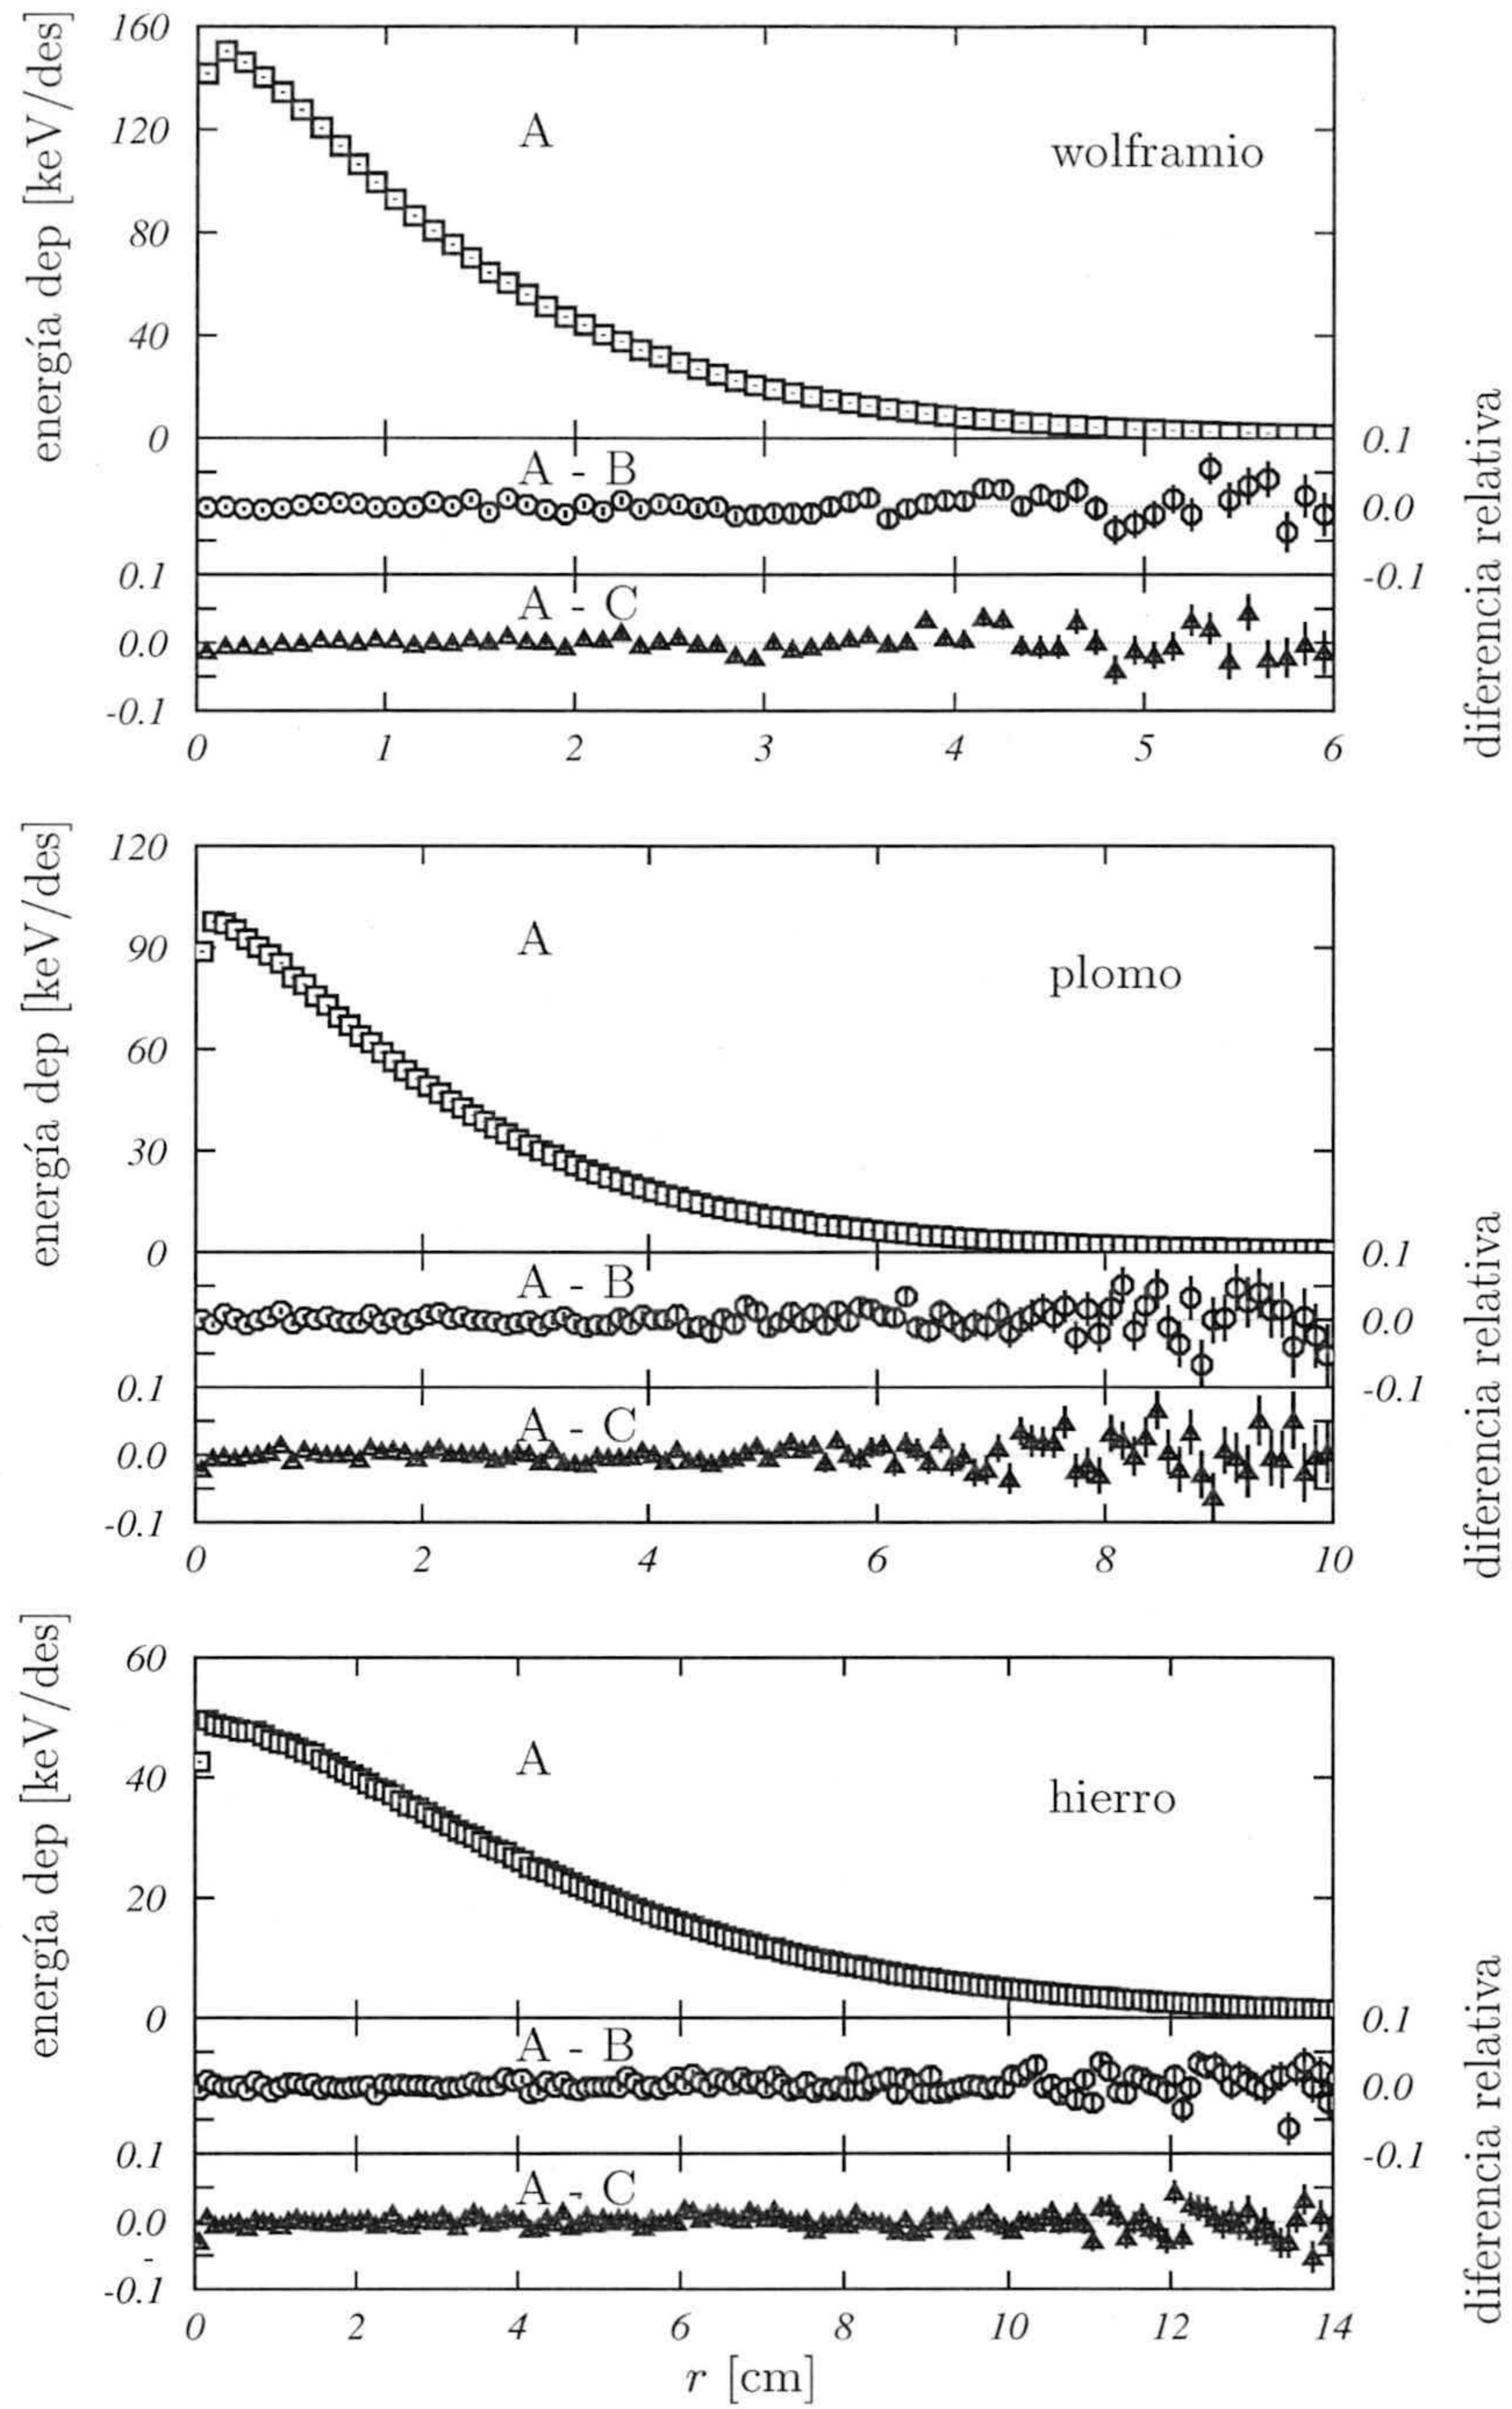 160
120
80
40
0
energía dep [keV/des]
A
wolframio
A - B
0.1
0.0
-0.1
A - C
0.1
0.0
-0.1
diferencia relativa
0 1 2 3 4 5 6
120
90
60
30
0
energía dep [keV/des]
A
plomo
A - B
0.1
0.0
-0.1
A - C
0.1
0.0
-0.1
diferencia relativa
0 2 4 6 8 10
60
40
20
0
energía dep [keV/des]
A
hierro
A - B
0.1
0.0
-0.1
A - C
0.1
0.0
-0.1
diferencia relativa
0 2 4 6 8 10 12 14
r [cm]